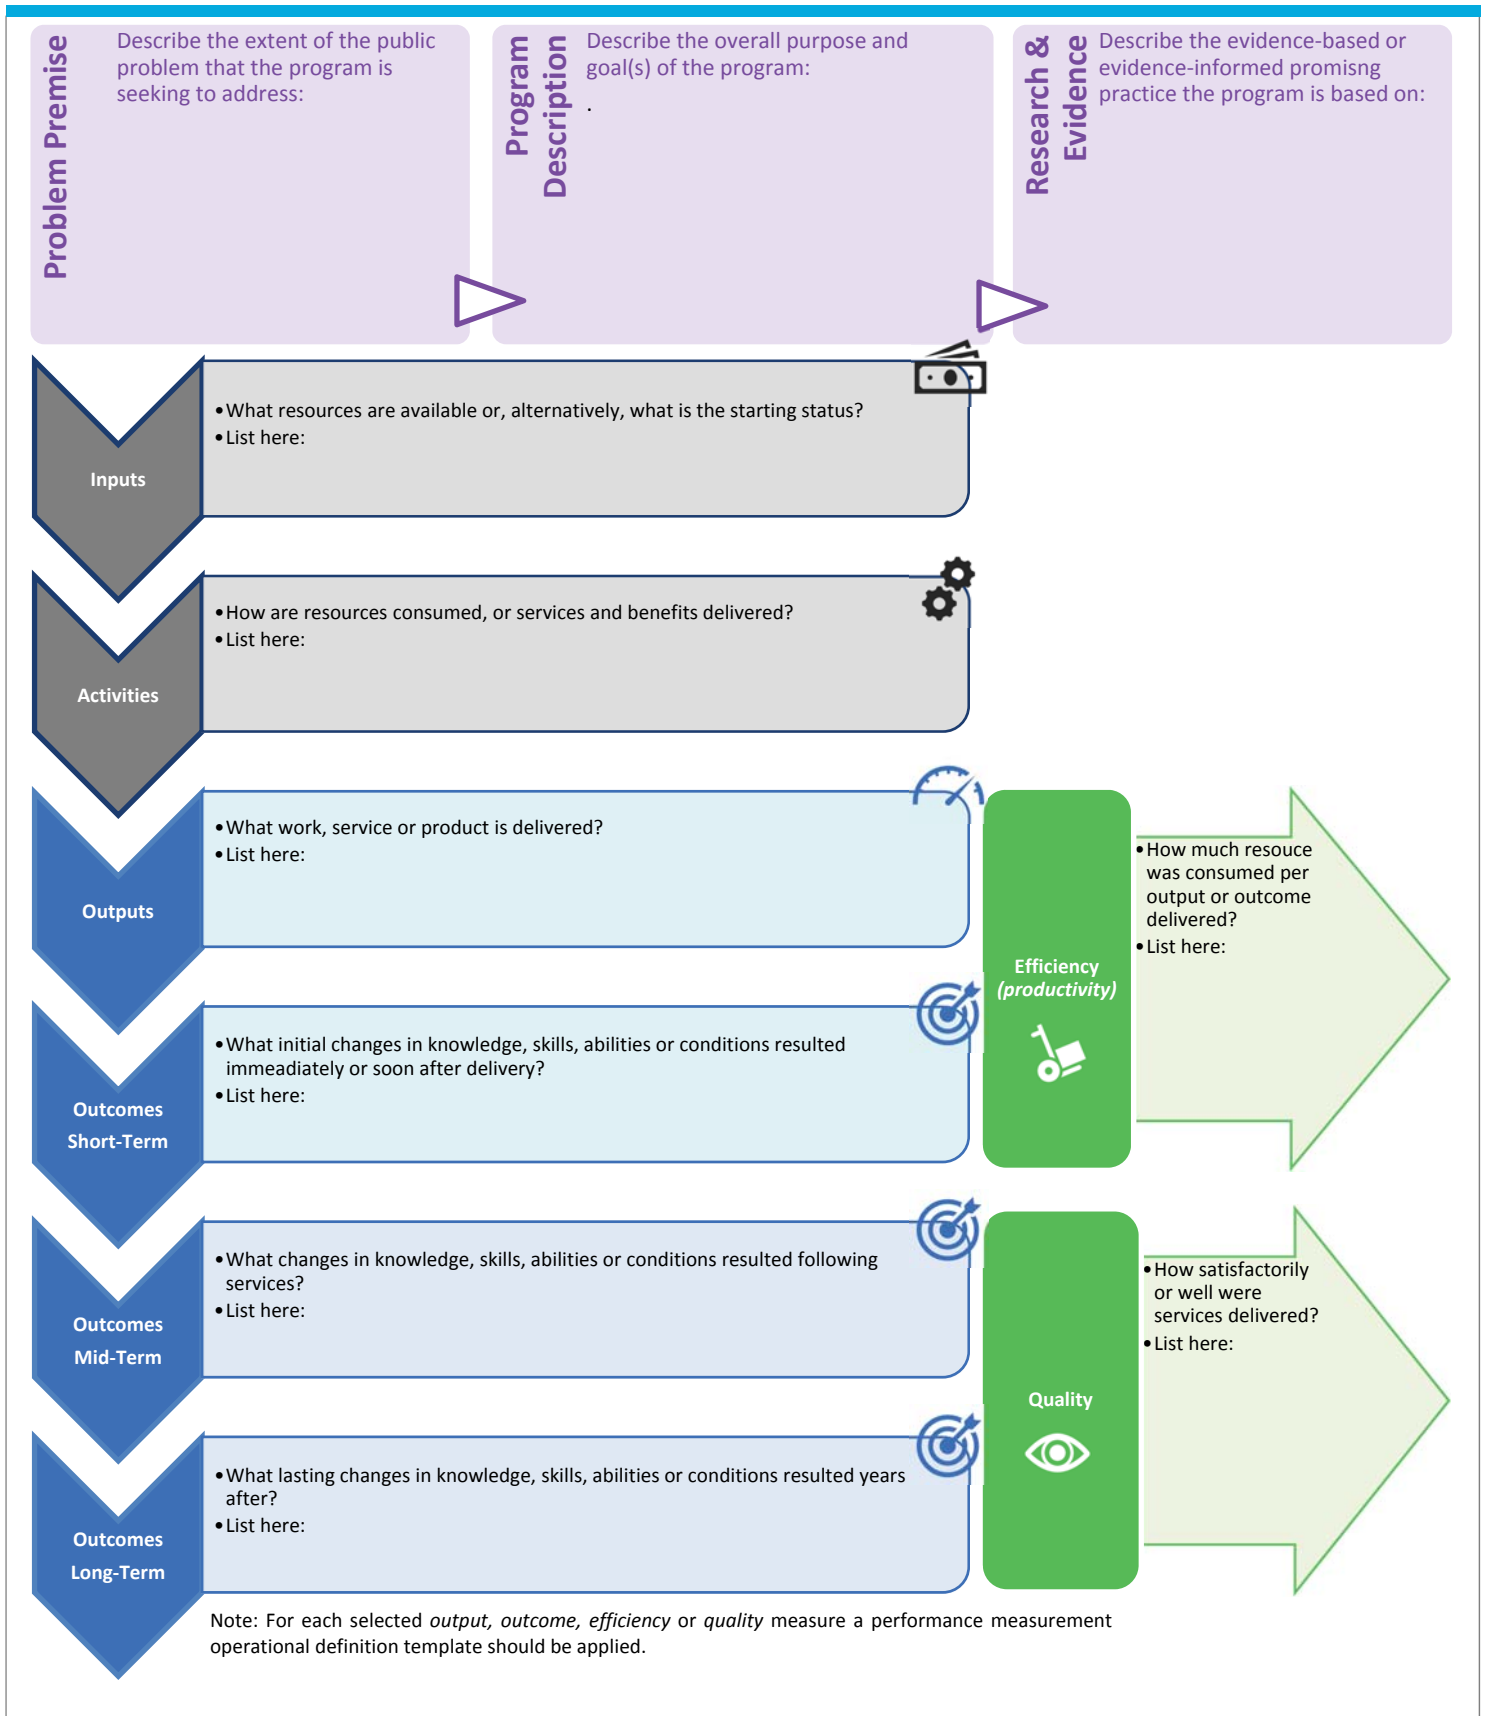 Problem Premise
Describe the extent of the public
problem that the program is
seeking to address:
Program
Description
Describe the overall purpose and
goal(s) of the program:
.
Research &
Evidence
Describe the evidence-based or
evidence-informed promisng
practice the program is based on:
Inputs
•What resources are available or, alternatively, what is the starting status?
•List here:
Activities
•How are resources consumed, or services and benefits delivered?
•List here:
Outputs
•What work, service or product is delivered?
•List here:
Outcomes
Short-Term
•What initial changes in knowledge, skills, abilities or conditions resulted
immeadiately or soon after delivery?
•List here:
Efficiency
(productivity)
•How much resouce
was consumed per
output or outcome
delivered?
•List here:
Outcomes
Mid-Term
•What changes in knowledge, skills, abilities or conditions resulted following
services?
•List here:
Outcomes
Long-Term
•What lasting changes in knowledge, skills, abilities or conditions resulted years
after?
•List here:
Quality
•How satisfactorily
or well were
services delivered?
•List here:
Note: For each selected output, outcome, efficiency or quality measure a performance measurement
operational definition template should be applied.